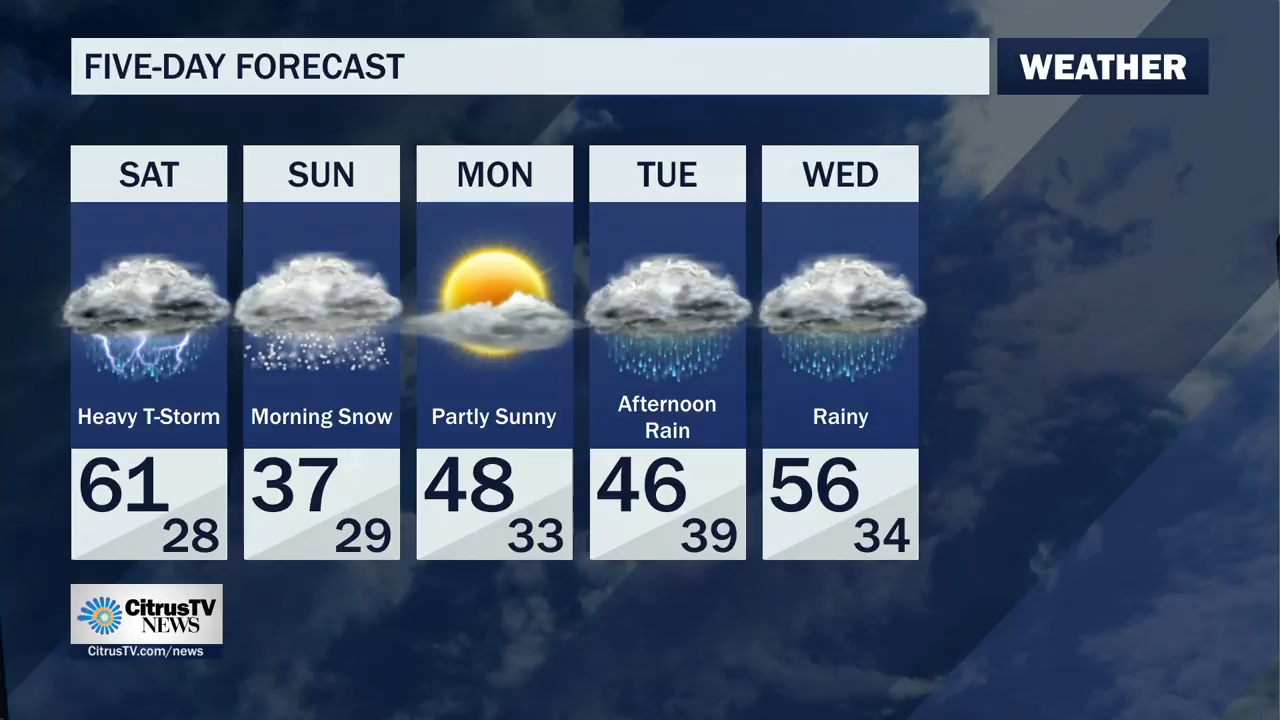 FIVE-DAY FORECAST
WEATHER
SAT
SUN
MON
TUE
WED
Heavy T-Storm
Morning Snow
Partly Sunny
Afternoon
Rain
Rainy
61
28
37
29
48
33
46
39
56
34
CitrusTV
NEWS
CitrusTV.com/news